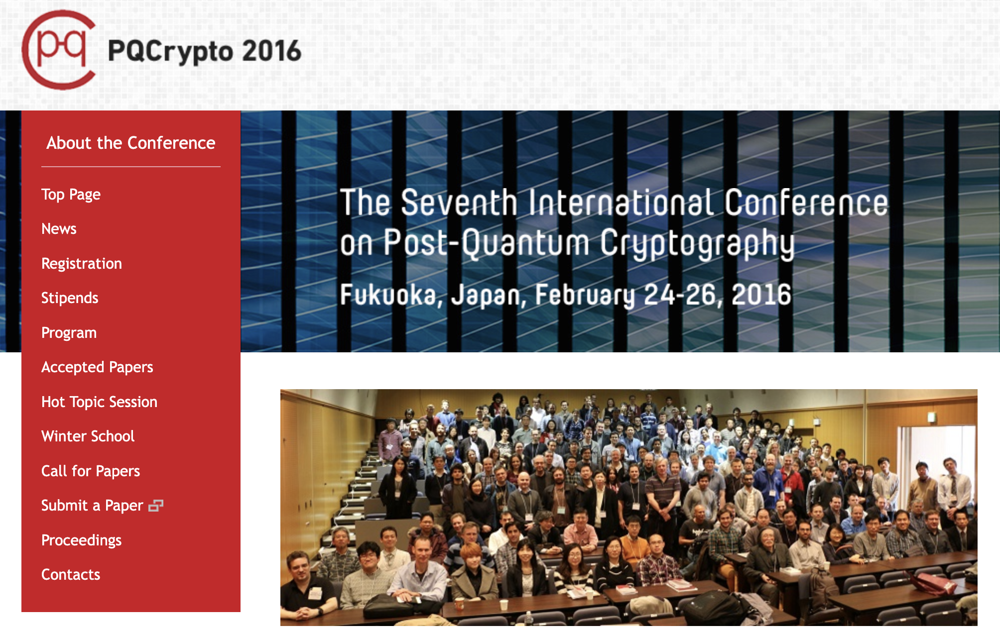 pq
PQCrypto 2016
About the Conference
Top Page
News
Registration
Stipends
Program
Accepted Papers
Hot Topic Session
Winter School
Call for Papers
Submit a Paper
Proceedings
Contacts
The Seventh International Conference
on Post-Quantum Cryptography
Fukuoka, Japan, February 24-26, 2016